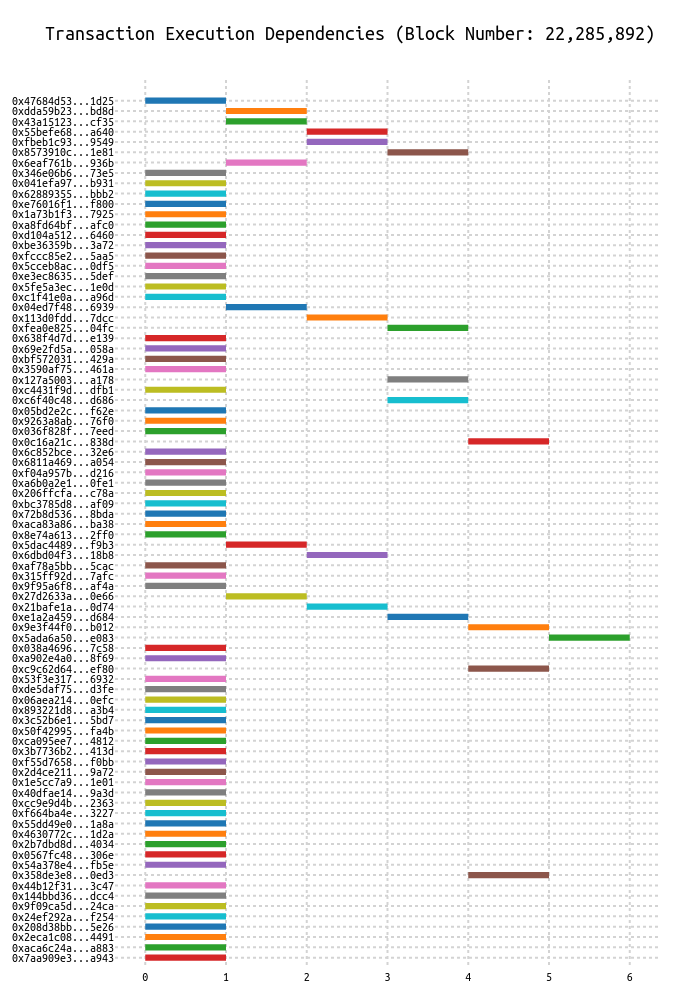 Transaction Execution Dependencies (Block Number: 22,285,892)
0x47684d53...1d25
0xdda59b23...bd8d
0x43a15123...cf35
0x55befe68...a640
0xfbeb1c93...9549
0x8573910c...1e81
0x6eaf761b...936b
0x346e06b6...73e5
0x041efa97...b931
0x62889355...bbb2
0xe76016f1...f800
0x1a73b1f3...7925
0xa8fd64bf...afc0
0xd104a512...6460
0xbe36359b...3a72
0xfccc85e2...5aa5
0x5cceb8ac...0df5
0xe3ec8635...5def
0x5fe5a3ec...1e0d
0xc1f41e0a...a96d
0x04ed7f48...6939
0x113d0fdd...7dcc
0xfea0e825...04fc
0x638f4d7d...e139
0x69e2fd5a...058a
0xbf572031...429a
0x3590af75...461a
0x127a5003...a178
0xc4431f9d...dfb1
0xc6f40c48...d686
0x05bd2e2c...f62e
0x9263a8ab...76f0
0x036f828f...7eed
0x0c16a21c...838d
0x6c852bce...32e6
0x6811a469...a054
0xf04a957b...d216
0xa6b0a2e1...0fe1
0x206ffcfa...c78a
0xbc3785d8...af09
0x72b8d536...8bda
0xaca83a86...ba38
0x8e74a613...2ff0
0x5dac4489...f9b3
0x6dbd04f3...18b8
0xaf78a5bb...5cac
0x315ff92d...7afc
0x9f95a6f8...af4a
0x27d2633a...0e66
0x21bafe1a...0d74
0xe1a2a459...d684
0x9e3f44f0...b012
0x5ada6a50...e083
0x038a4696...7c58
0xa902e4a0...8f69
0xc9c62d64...ef80
0x53f3e317...6932
0xde5daf75...d3fe
0x06aea214...0efc
0x893221d8...a3b4
0x3c52b6e1...5bd7
0x50f42995...fa4b
0xca095ee7...4812
0x3b7736b2...413d
0xf55d7658...f0bb
0x2d4ce211...9a72
0x1e5cc7a9...1e01
0x40dfae14...9a3d
0xcc9e9d4b...2363
0xf664ba4e...3227
0x55dd49e0...1a8a
0x4630772c...1d2a
0x2b7dbd8d...4034
0x0567fc48...306e
0x54a378e4...fb5e
0x358de3e8...0ed3
0x44b12f31...3c47
0x144bbd36...dcc4
0x9f09ca5d...24ca
0x24ef292a...f254
0x208d38bb...5e26
0x2eca1c08...4491
0xaca6c24a...a883
0x7aa909e3...a943
0 1 2 3 4 5 6